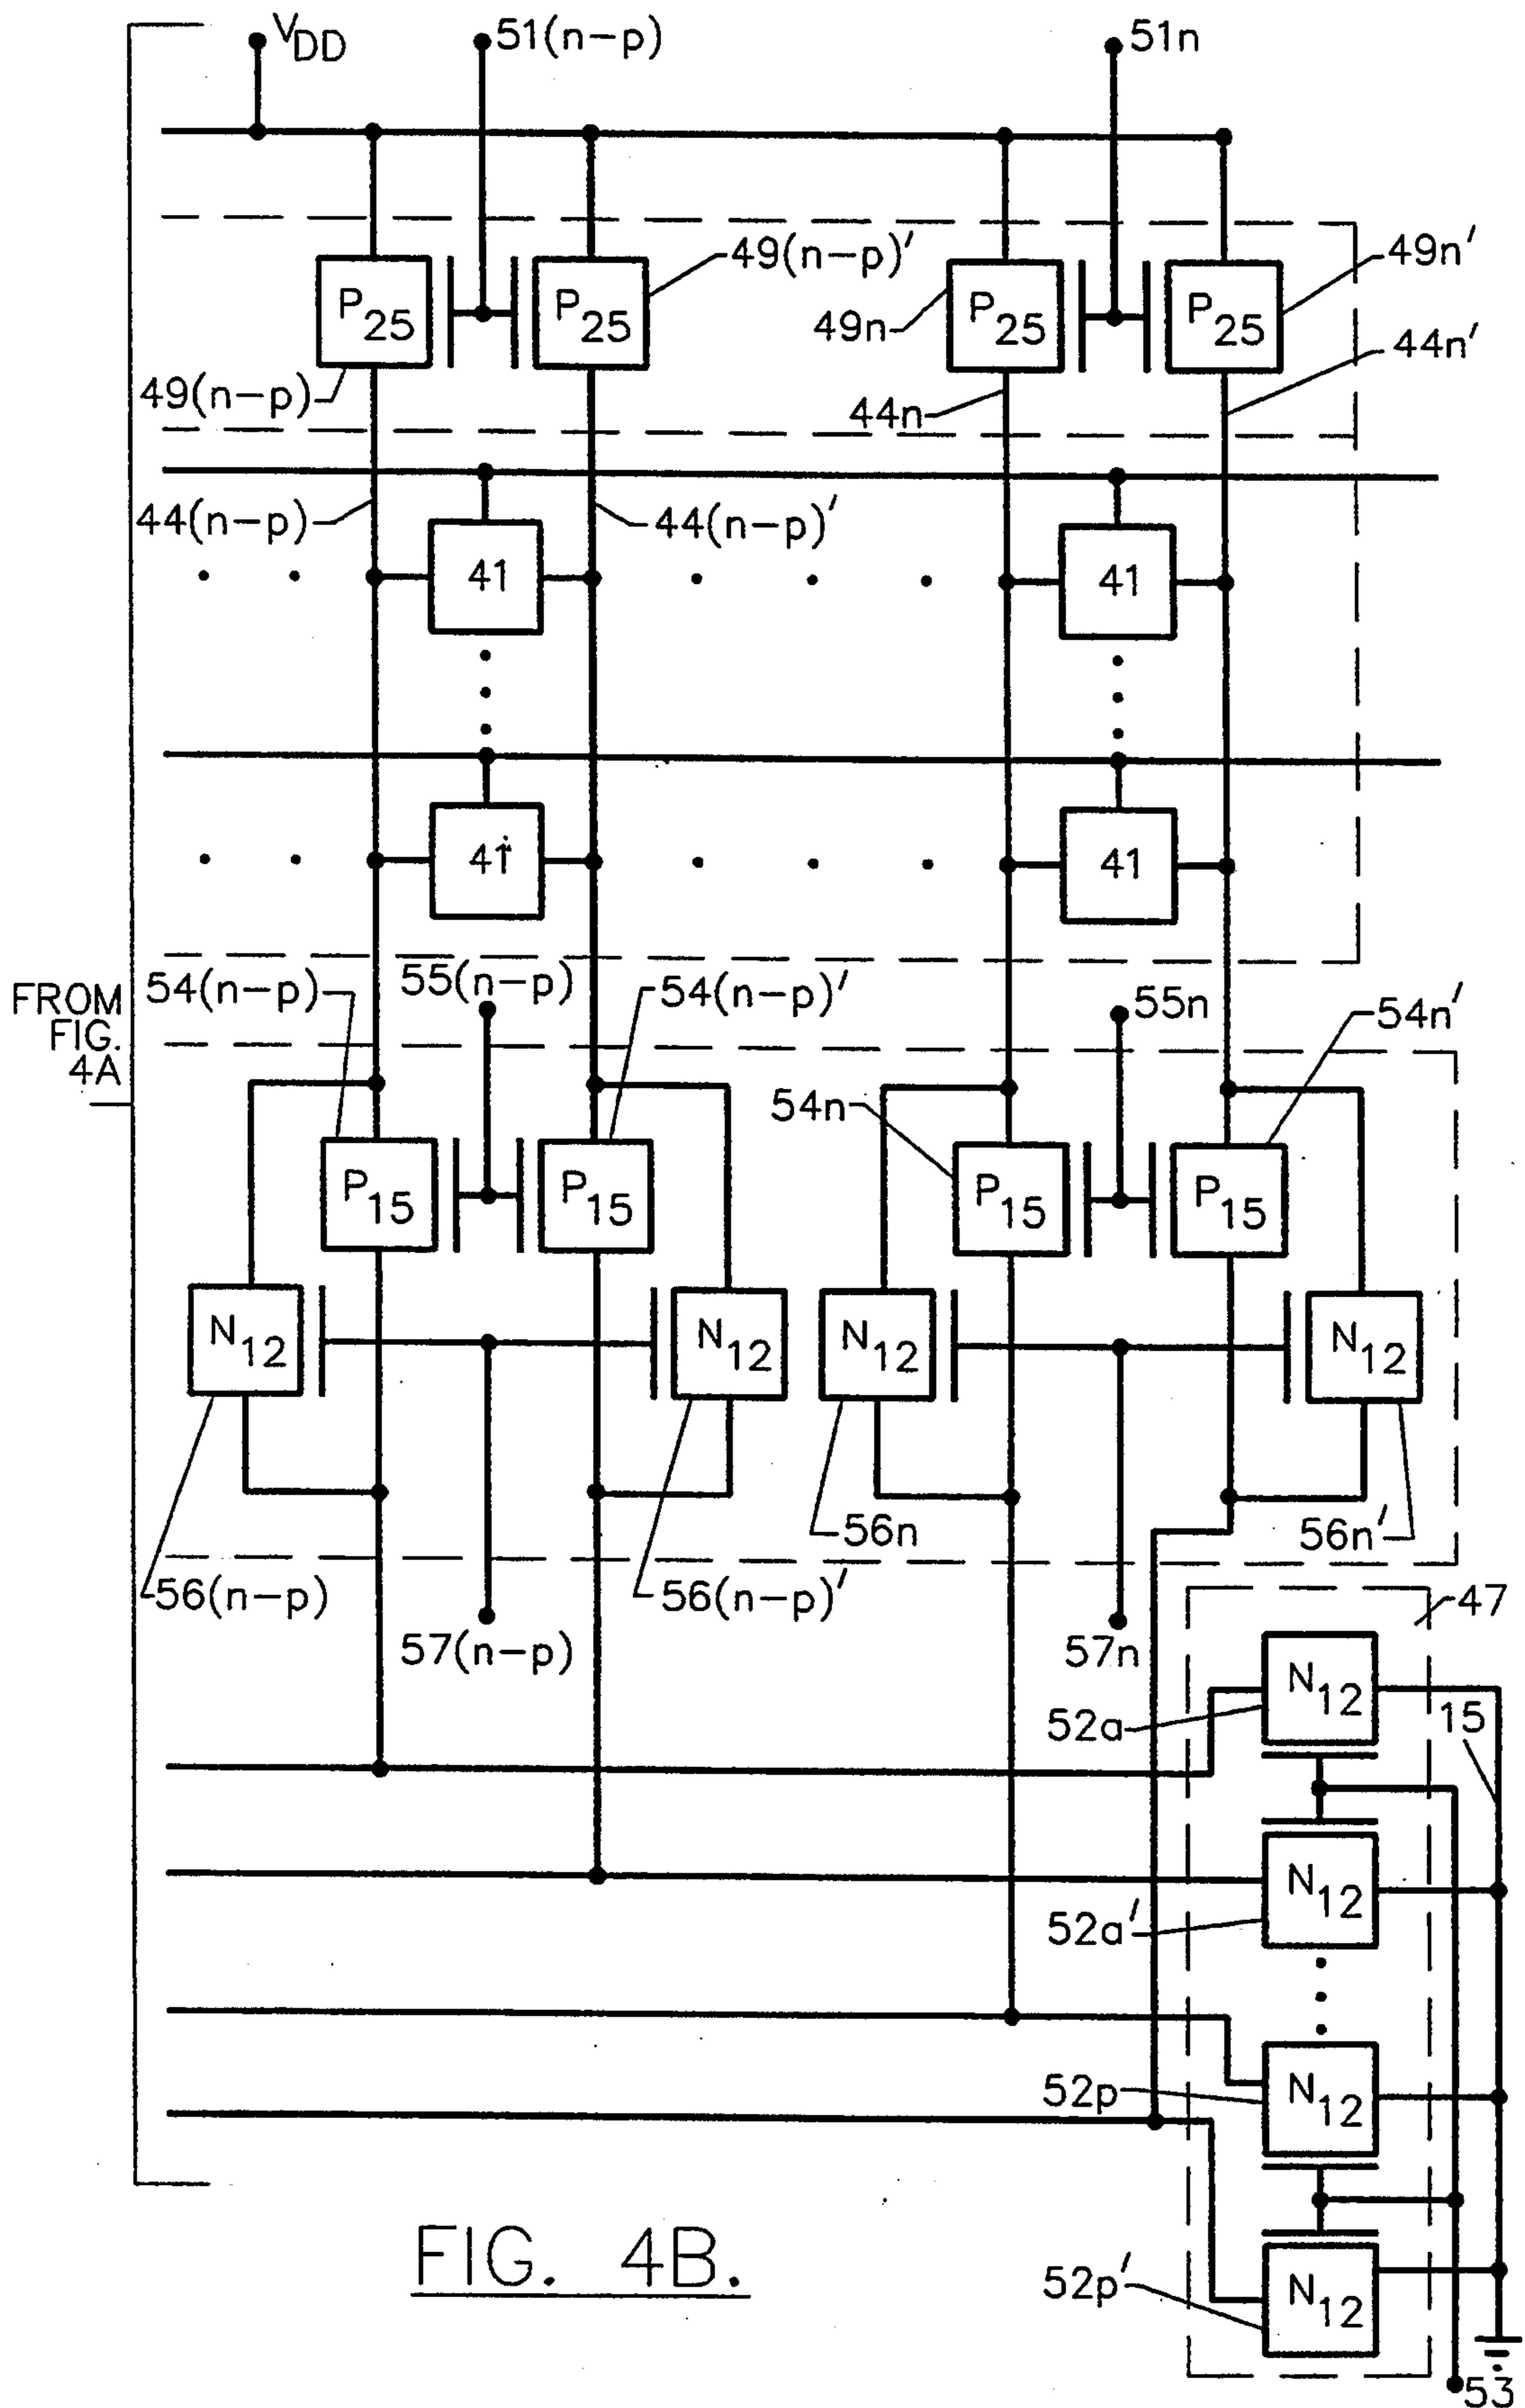 VDD
51(n-p)
51n
P25
P25
49(n-p)'
49(n-p)
49n
P25
P25
49n'
44n
44n'
44(n-p)
41
44(n-p)'
41
41
41
FROM
FIG.
4A
54(n-p)
55(n-p)
54(n-p)'
55n
54n'
54n
P15
P15
P15
P15
N12
N12
N12
N12
56(n-p)
56(n-p)'
56n
56n'
57(n-p)
57n
47
52a
N12
15
52a'
N12
52p
N12
52p'
N12
53
FIG. 4B.